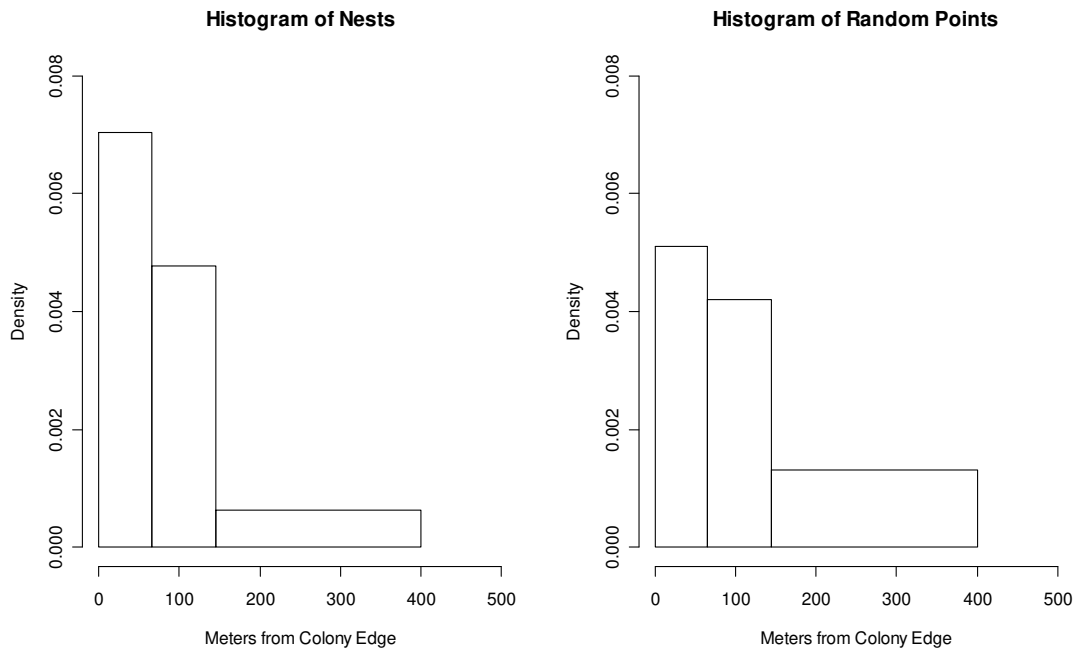 Histogram of Nests
Density
0.000
0.002
0.004
0.006
0.008
0 100 200 300 400 500
Meters from Colony Edge
Histogram of Random Points
Density
0.000
0.002
0.004
0.006
0.008
0 100 200 300 400 500
Meters from Colony Edge